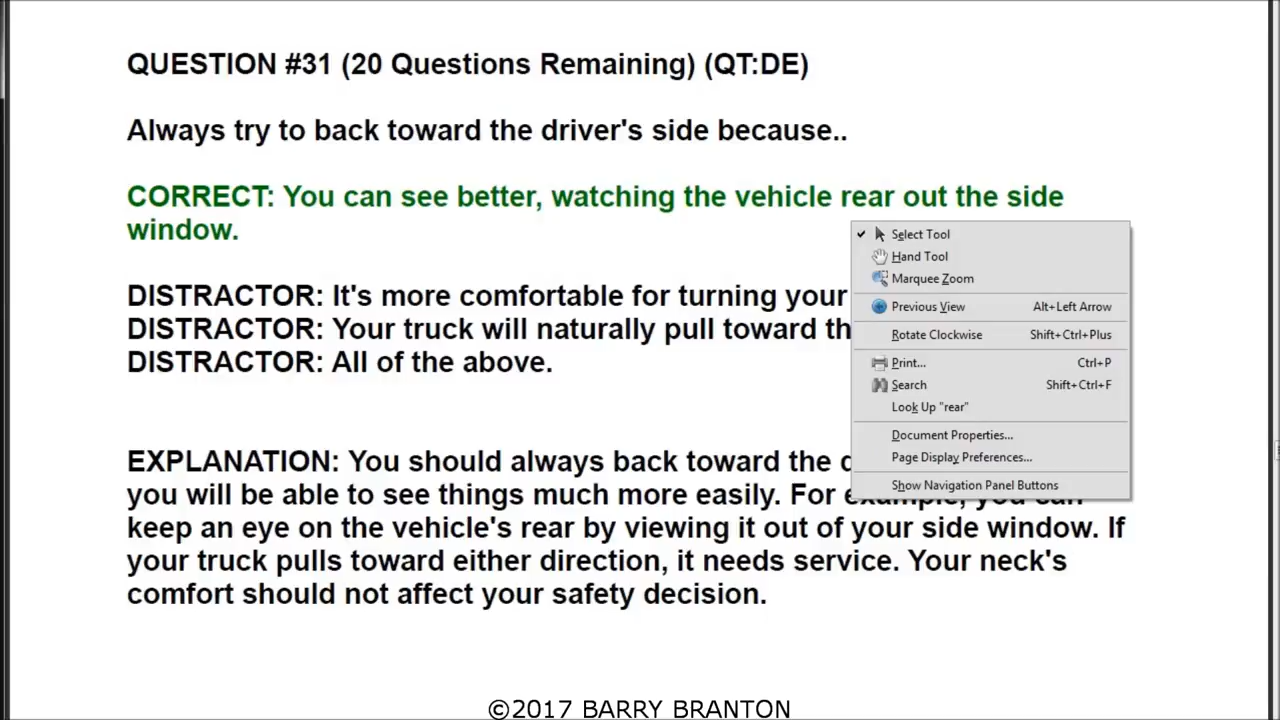 QUESTION #31 (20 Questions Remaining) (QT:DE)
Always try to back toward the driver's side because..
CORRECT: You can see better, watching the vehicle rear out the side
window.
DISTRACTOR: It's more comfortable for turning your
DISTRACTOR: Your truck will naturally pull toward
DISTRACTOR: All of the above.
Select Tool
Hand Tool
Marquee Zoom
Previous View Alt+Left Arrow
Rotate Clockwise Shift+Ctrl+Plus
Print... Ctrl+P
Search Shift+Ctrl+F
Look Up "rear"
Document Properties...
Page Display Preferences...
Show Navigation Panel Buttons
EXPLANATION: You should always back toward the
you will be able to see things much more easily. For example, you can
keep an eye on the vehicle's rear by viewing it out of your side window. If
your truck pulls toward either direction, it needs service. Your neck's
comfort should not affect your safety decision.
©2017 BARRY BRANTON